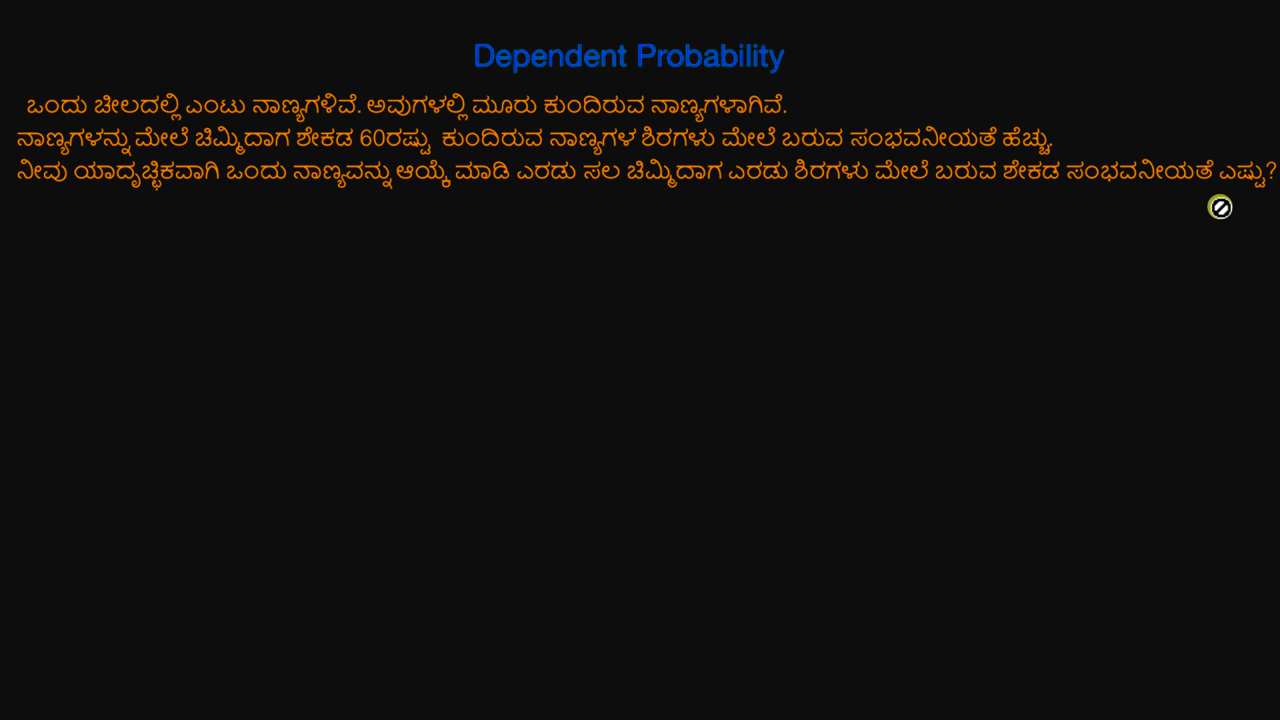 Dependent Probability
ಒಂದು ಚೀಲದಲ್ಲಿ ಎಂಟು ನಾಣ್ಯಗಳಿವೆ. ಅವುಗಳಲ್ಲಿ ಮೂರು ಕುಂದಿರುವ ನಾಣ್ಯಗಳಾಗಿವೆ.
ನಾಣ್ಯಗಳನ್ನು ಮೇಲೆ ಚಿಮ್ಮಿದಾಗ ಶೇಕಡ 60ರಷ್ಟು ಕುಂದಿರುವ ನಾಣ್ಯಗಳ ಶಿರಗಳು ಮೇಲೆ ಬರುವ ಸಂಭವನೀಯತೆ ಹೆಚ್ಚು.
ನೀವು ಯಾದೃಚ್ಛಿಕವಾಗಿ ಒಂದು ನಾಣ್ಯವನ್ನು ಆಯ್ಕೆ ಮಾಡಿ ಎರಡು ಸಲ ಚಿಮ್ಮಿದಾಗ ಎರಡು ಶಿರಗಳು ಮೇಲೆ ಬರುವ ಶೇಕಡ ಸಂಭವನೀಯತೆ ಎಷ್ಟು?